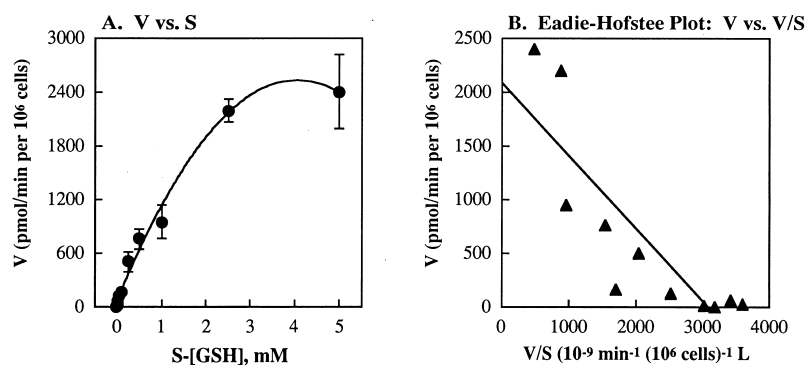 A. V vs. S
3000
2400
1800
1200
600
0
V (pmol/min per 10⁶ cells)
0 1 2 3 4 5
S-[GSH], mM
B. Eadie-Hofstee Plot: V vs. V/S
2500
2000
1500
1000
500
0
V (pmol/min per 10⁶ cells)
0 1000 2000 3000 4000
V/S (10⁻⁹ min⁻¹ (10⁶ cells)⁻¹ L